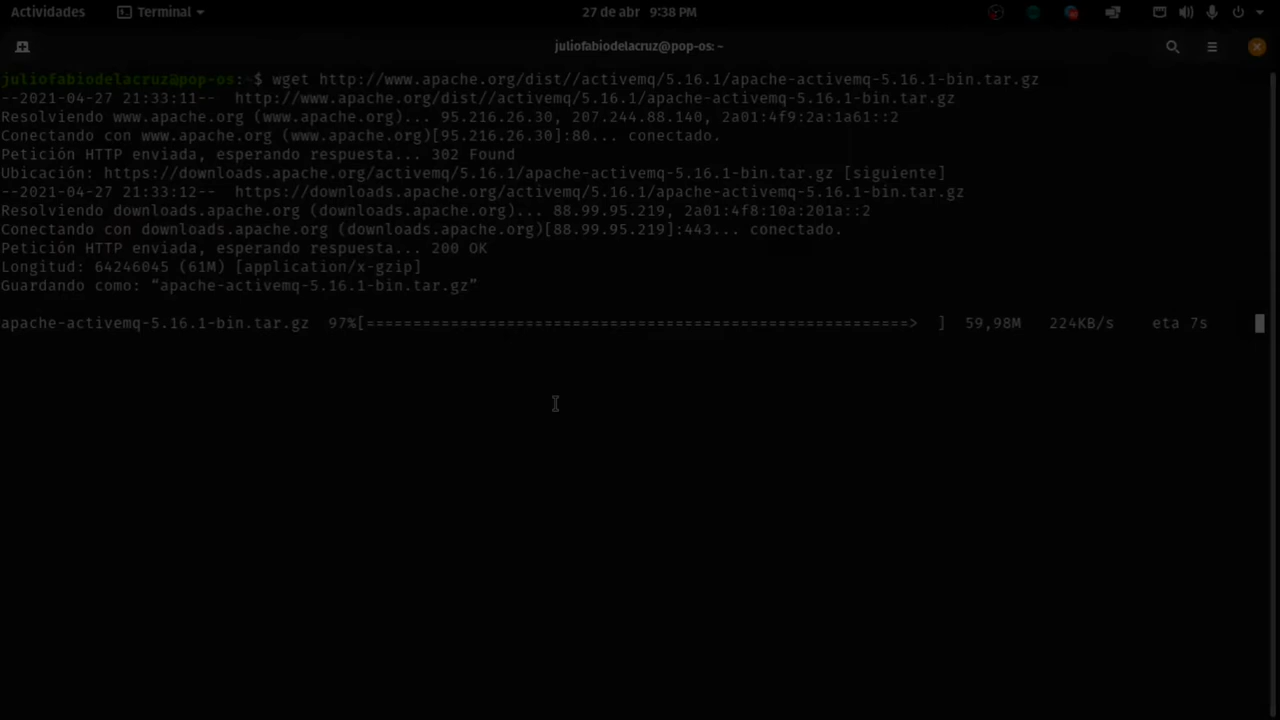 Actividades Terminal 27 de abr 9:38 PM
juliofabiodelacruz@pop-os: ~
juliofabiodelacruz@pop-os:~$ wget http://www.apache.org/dist//activemq/5.16.1/apache-activemq-5.16.1-bin.tar.gz
--2021-04-27 21:33:11--  http://www.apache.org/dist//activemq/5.16.1/apache-activemq-5.16.1-bin.tar.gz
Resolviendo www.apache.org (www.apache.org)... 95.216.26.30, 207.244.88.140, 2a01:4f9:2a:1a61::2
Conectando con www.apache.org (www.apache.org)[95.216.26.30]:80... conectado.
Petición HTTP enviada, esperando respuesta... 302 Found
Ubicación: https://downloads.apache.org/activemq/5.16.1/apache-activemq-5.16.1-bin.tar.gz [siguiente]
--2021-04-27 21:33:12--  https://downloads.apache.org/activemq/5.16.1/apache-activemq-5.16.1-bin.tar.gz
Resolviendo downloads.apache.org (downloads.apache.org)... 88.99.95.219, 2a01:4f8:10a:201a::2
Conectando con downloads.apache.org (downloads.apache.org)[88.99.95.219]:443... conectado.
Petición HTTP enviada, esperando respuesta... 200 OK
Longitud: 64246045 (61M) [application/x-gzip]
Guardando como: “apache-activemq-5.16.1-bin.tar.gz”
apache-activemq-5.16.1-bin.tar.gz  97%[==========================================================>  ]  59,98M   224KB/s    eta 7s